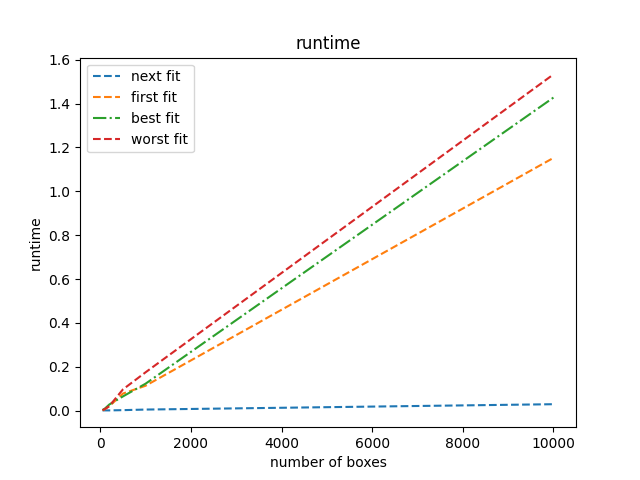 runtime
1.6
1.4
1.2
1.0
0.8
0.6
0.4
0.2
0.0
runtime
next fit
first fit
best fit
worst fit
0
2000
4000
6000
8000
10000
number of boxes